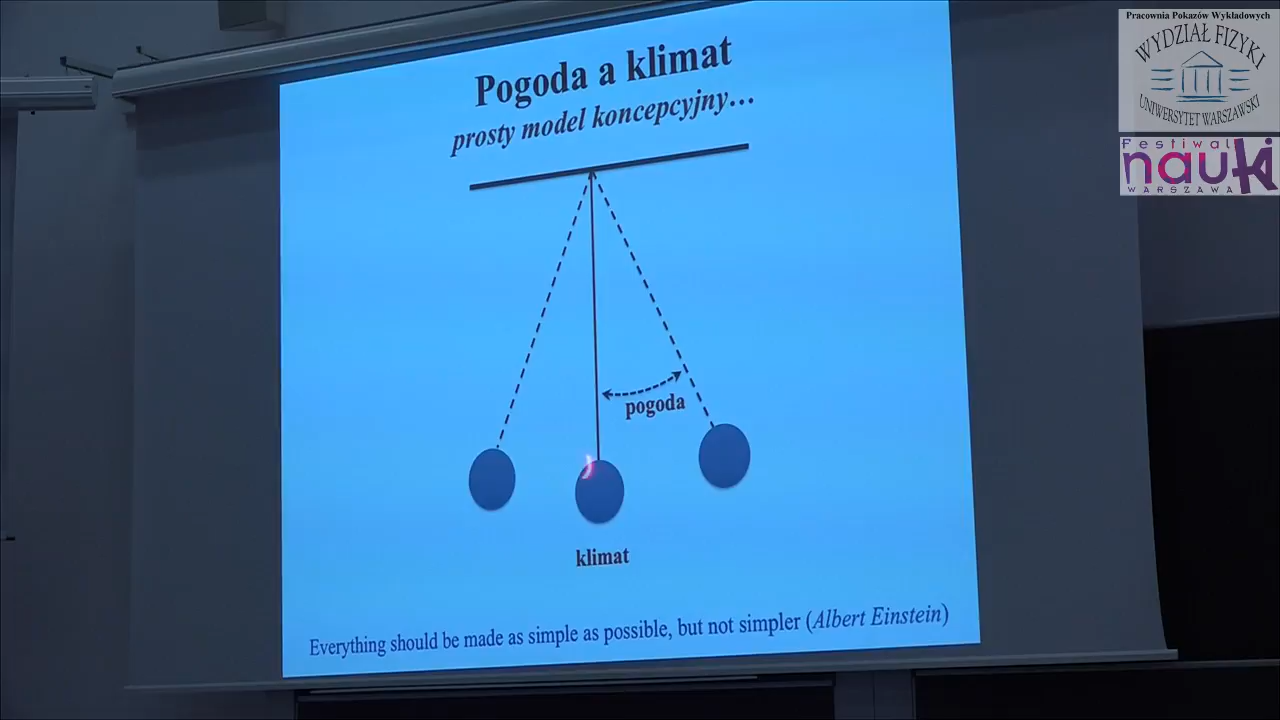 Pogoda a klimat
prosty model koncepcyjny…
pogoda
klimat
Everything should be made as simple as possible, but not simpler (Albert Einstein)
Pracownia Pokazów Wykładowych
WYDZIAŁ FIZYKI
UNIWERSYTET WARSZAWSKI
Festiwal
nauki
WARSZAWA